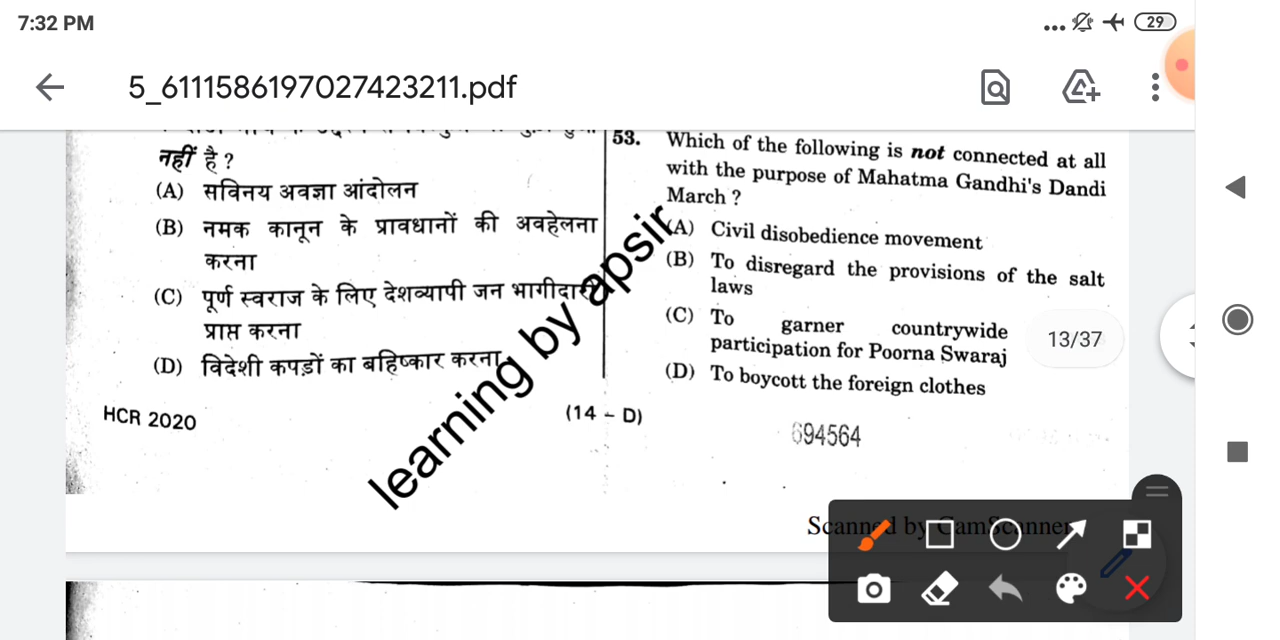 7:32 PM
... 29
5_6111586197027423211.pdf
नहीं है ?
(A) सविनय अवज्ञा आंदोलन
(B) नमक कानून के प्रावधानों की अवहेलना
करना
(C) पूर्ण स्वराज के लिए देशव्यापी जन भागीदारी
प्राप्त करना
(D) विदेशी कपड़ों का बहिष्कार करना
HCR 2020
(14 – D)
53. Which of the following is not connected at all
with the purpose of Mahatma Gandhi's Dandi
March ?
(A) Civil disobedience movement
(B) To disregard the provisions of the salt
laws
(C) To garner countrywide
participation for Poorna Swaraj
(D) To boycott the foreign clothes
694564
13/37
learning by apsir
Scanned by CamScanner